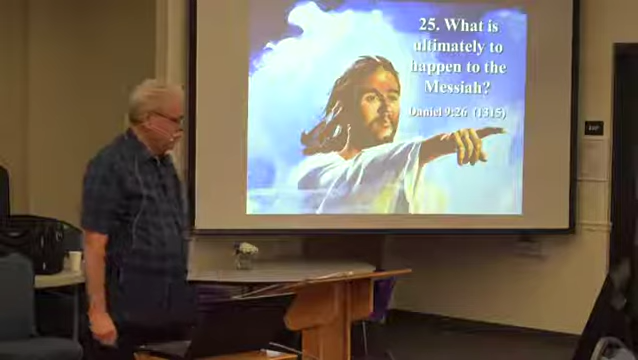 25. What is
ultimately to
happen to the
Messiah?
Daniel 9:26 (1315)